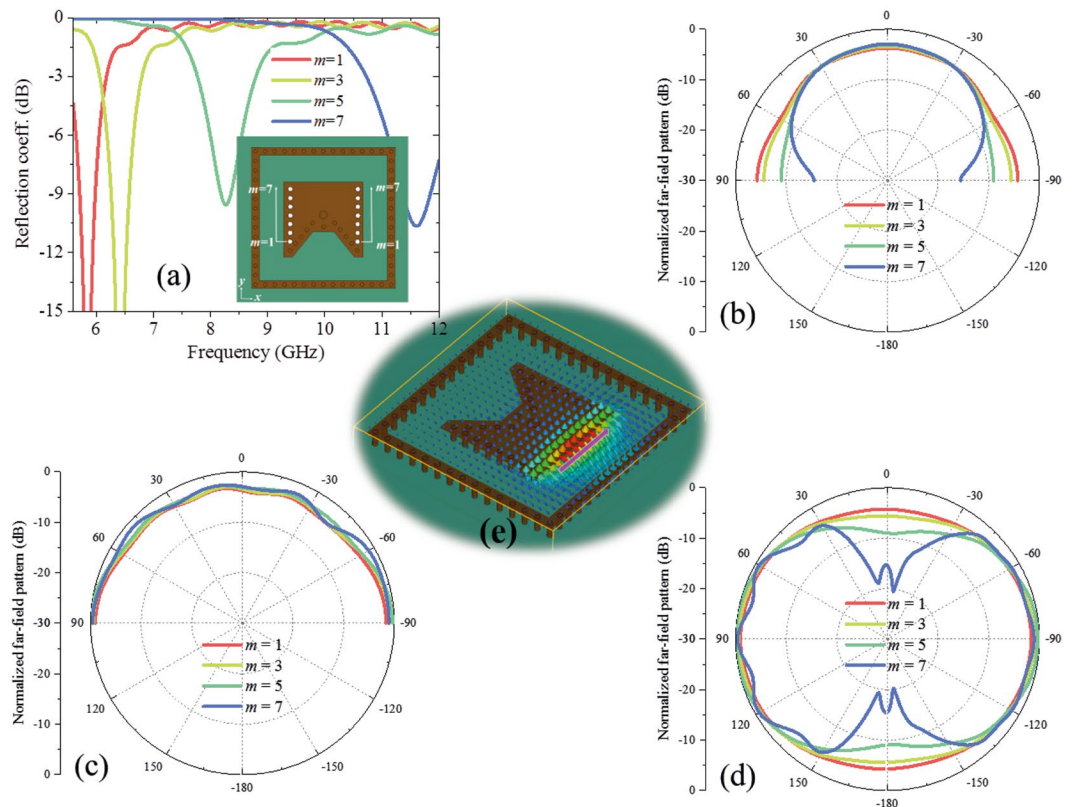 0
-3
-6
-9
-12
-15
Reflection coeff. (dB)
6 7 8 9 10 11 12
Frequency (GHz)
m=1
m=3
m=5
m=7
m=7 m=7
m=1 m=1
y
x
(a)
Normalized far-field pattern (dB)
0
-10
-20
-30
-20
-10
0
0
30 -30
60 -60
90 -90
120 -120
150 150
-180
m = 1
m = 3
m = 5
m = 7
(b)
(e)
Normalized far-field pattern (dB)
0
-10
-20
-30
-20
-10
0
0
30 -30
60 -60
90 -90
120 -120
150 -150
-180
m = 1
m = 3
m = 5
m = 7
(c)
Normalized far-field pattern (dB)
0
-10
-20
-30
-20
-10
0
0
30 -30
60 -60
90 -90
120 -120
150 -150
-180
m = 1
m = 3
m = 5
m = 7
(d)